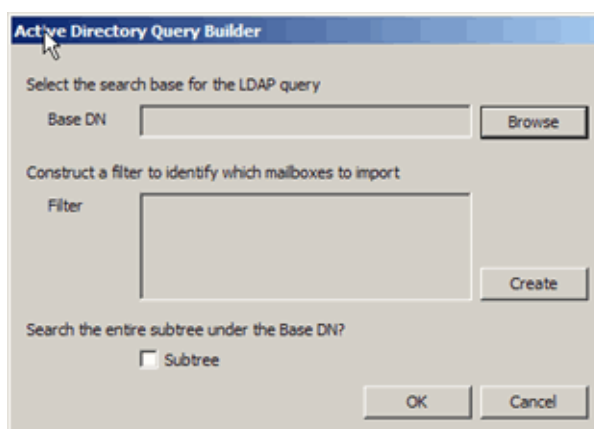 Active Directory Query Builder
Select the search base for the LDAP query
Base DN
Browse
Construct a filter to identify which mailboxes to import
Filter
Create
Search the entire subtree under the Base DN?
Subtree
OK
Cancel